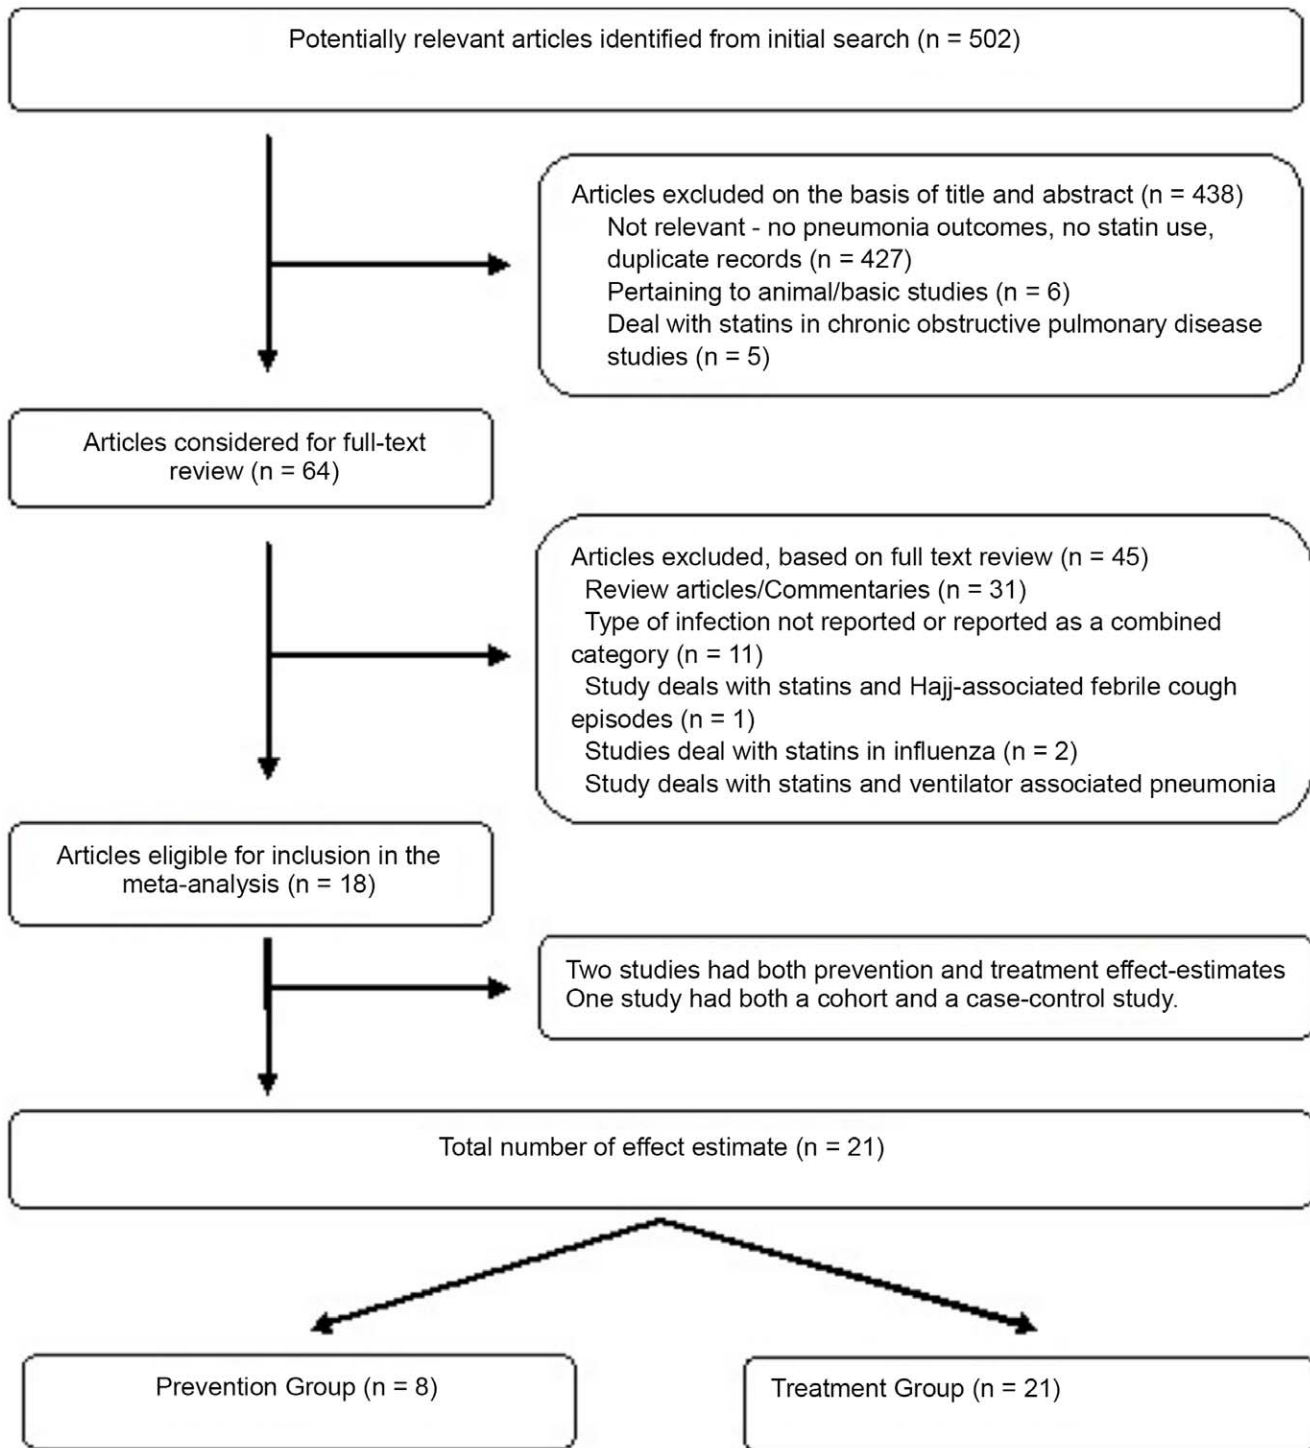 Potentially relevant articles identified from initial search (n = 502)
Articles excluded on the basis of title and abstract (n = 438)
Not relevant - no pneumonia outcomes, no statin use,
duplicate records (n = 427)
Pertaining to animal/basic studies (n = 6)
Deal with statins in chronic obstructive pulmonary disease
studies (n = 5)
Articles considered for full-text
review (n = 64)
Articles excluded, based on full text review (n = 45)
Review articles/Commentaries (n = 31)
Type of infection not reported or reported as a combined
category (n = 11)
Study deals with statins and Hajj-associated febrile cough
episodes (n = 1)
Studies deal with statins in influenza (n = 2)
Study deals with statins and ventilator associated pneumonia
Articles eligible for inclusion in the
meta-analysis (n = 18)
Two studies had both prevention and treatment effect-estimates
One study had both a cohort and a case-control study.
Total number of effect estimate (n = 21)
Prevention Group (n = 8)
Treatment Group (n = 21)